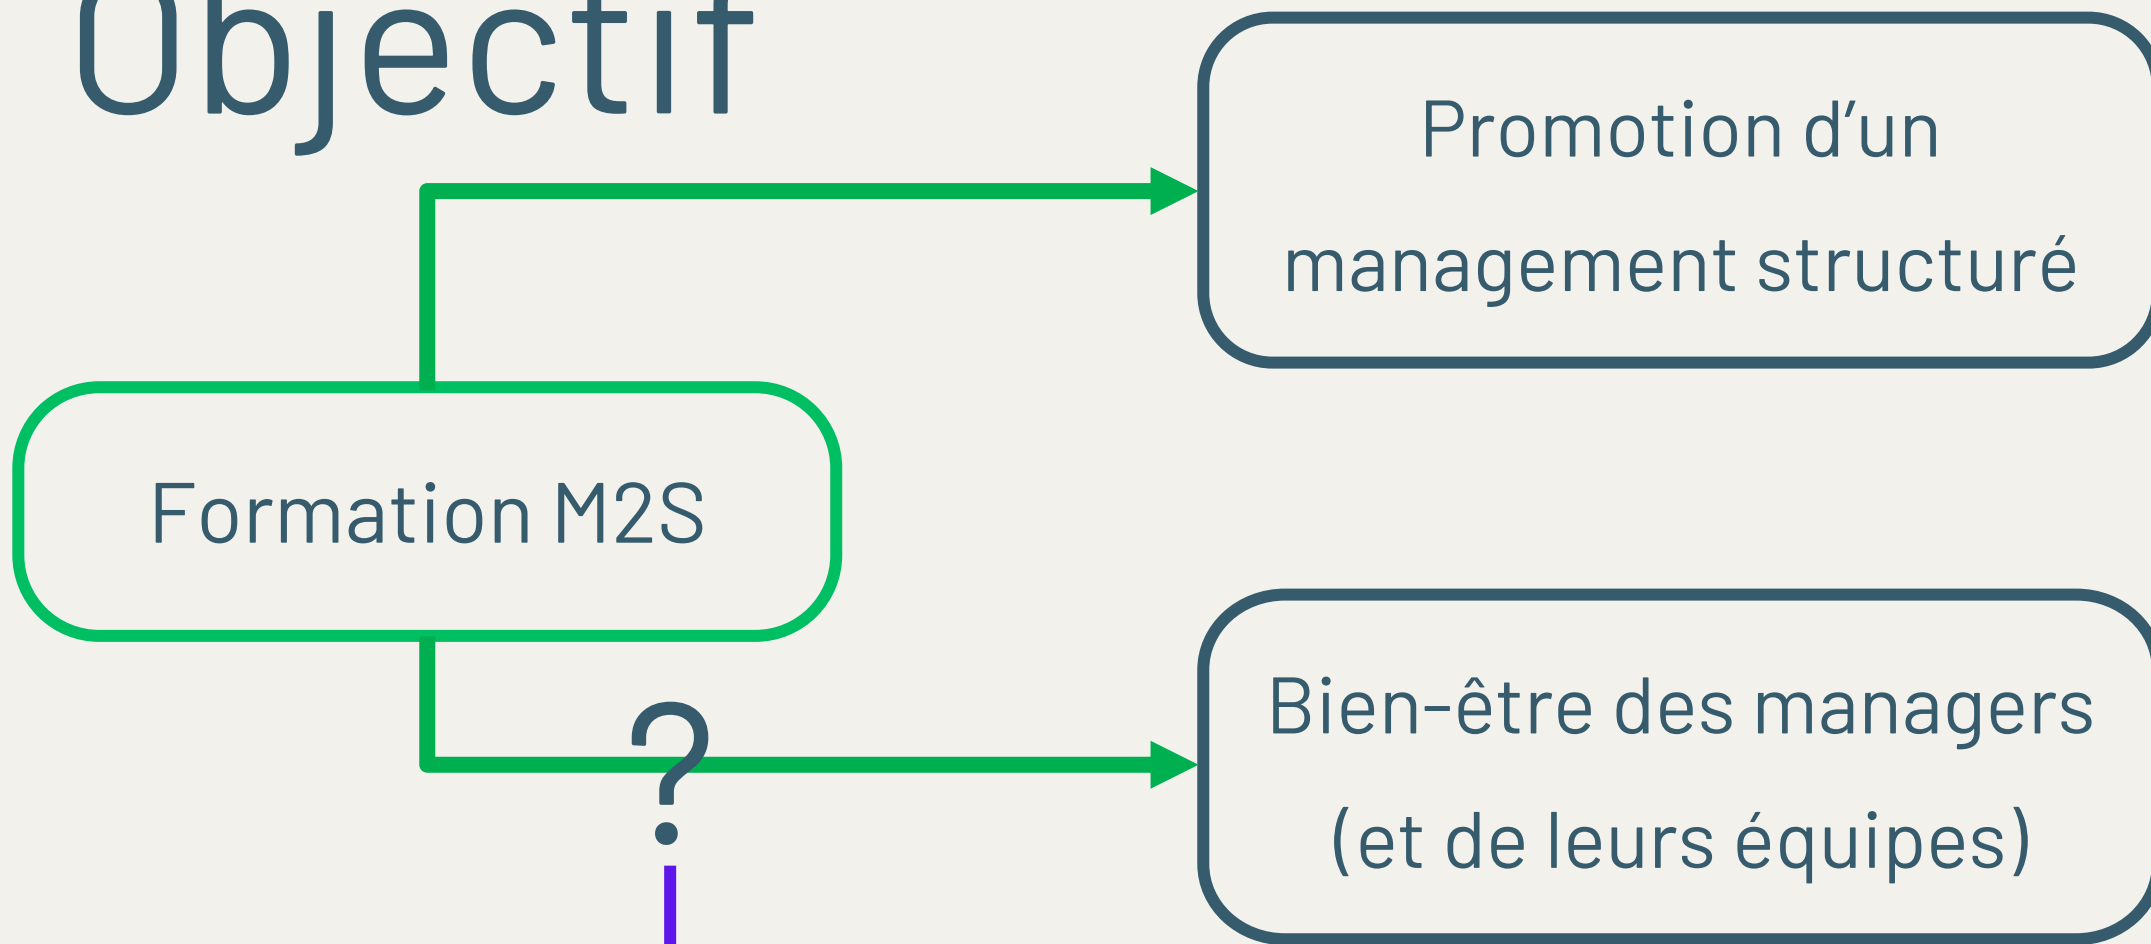 Objectif
Promotion d’un
management structuré
Formation M2S
?
Bien-être des managers
(et de leurs équipes)